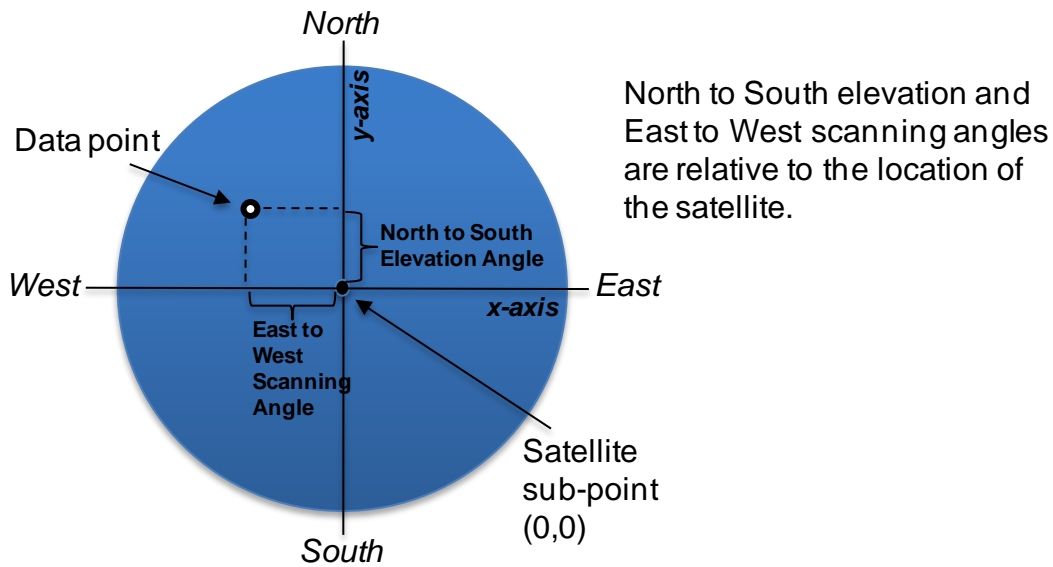 North
y-axis
North to South elevation and
East to West scanning angles
are relative to the location of
the satellite.
Data point
North to South
Elevation Angle
West
East
x-axis
East to
West
Scanning
Angle
Satellite
sub-point
(0,0)
South